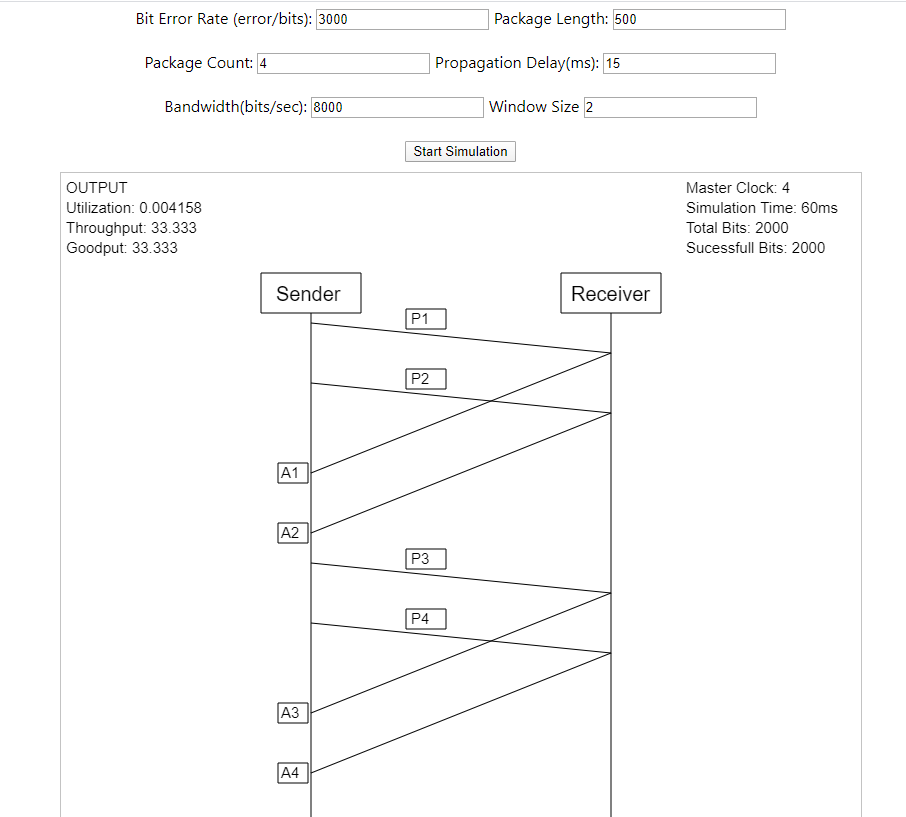 Bit Error Rate (error/bits): 3000 Package Length: 500
Package Count: 4 Propagation Delay(ms): 15
Bandwidth(bits/sec): 8000 Window Size 2
Start Simulation
OUTPUT
Utilization: 0.004158
Throughput: 33.333
Goodput: 33.333
Master Clock: 4
Simulation Time: 60ms
Total Bits: 2000
Sucessfull Bits: 2000
Sender
Receiver
P1
P2
A1
A2
P3
P4
A3
A4